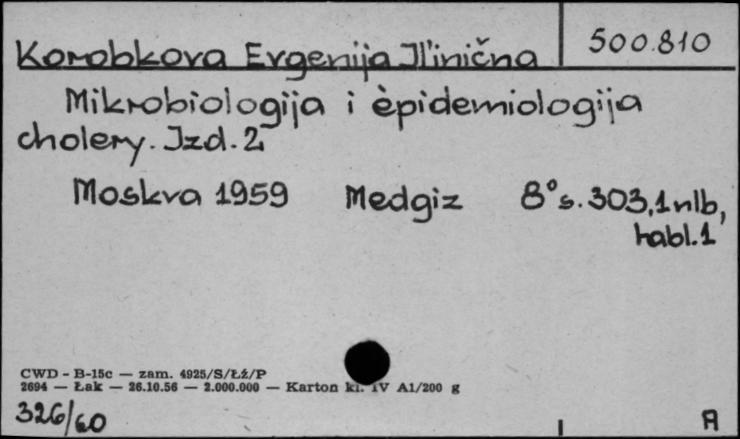 500.810
Korobkova Evgenija Il'inična
Mikrobiologija i èpidemiologija
cholery. Izd. 2
Moskva 1959 Medgiz 8° s. 303, 1 nlb,
tabl. 1
CWD - B-15c — zam. 4925/S/Łź/P
2694 — Łak — 26.10.56 — 2.000.000 — Karton kl. IV A1/200 g
326/60
A